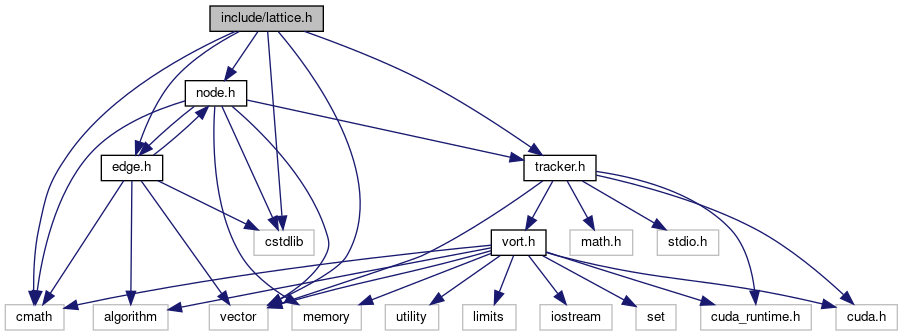 include/lattice.h
node.h
edge.h
tracker.h
cstdlib
vort.h
math.h
stdio.h
cmath
algorithm
vector
memory
utility
limits
iostream
set
cuda_runtime.h
cuda.h